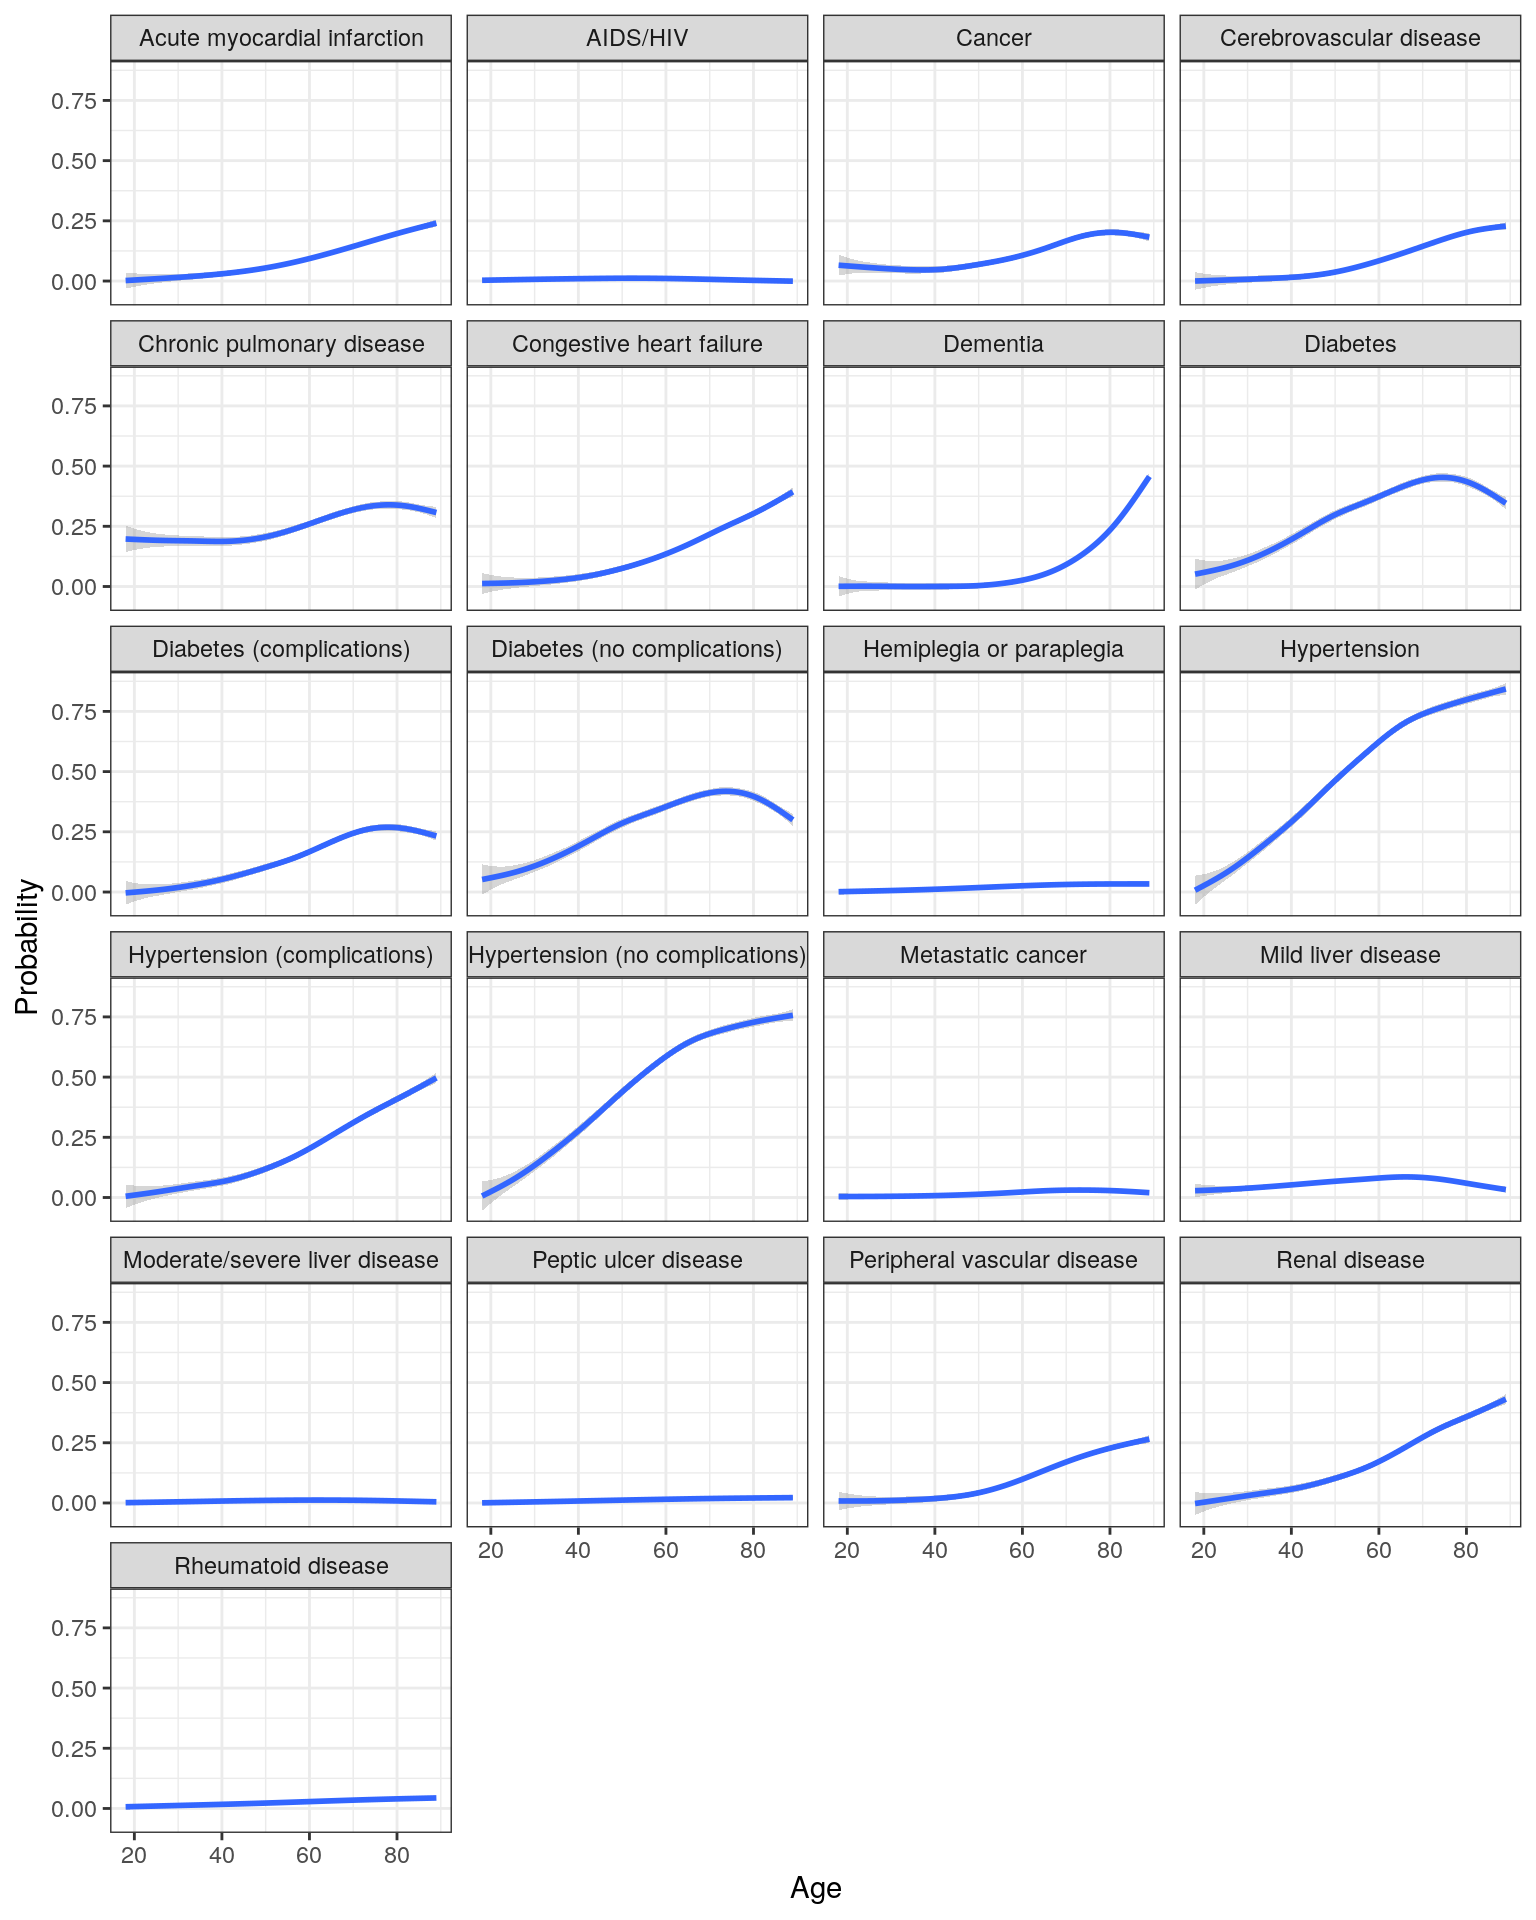 Acute myocardial infarction
AIDS/HIV
Cancer
Cerebrovascular disease
0.75
0.50
0.25
0.00
Chronic pulmonary disease
Congestive heart failure
Dementia
Diabetes
0.75
0.50
0.25
0.00
Diabetes (complications)
Diabetes (no complications)
Hemiplegia or paraplegia
Hypertension
0.75
0.50
0.25
0.00
Probability
Hypertension (complications)
Hypertension (no complications)
Metastatic cancer
Mild liver disease
0.75
0.50
0.25
0.00
Moderate/severe liver disease
Peptic ulcer disease
Peripheral vascular disease
Renal disease
0.75
0.50
0.25
0.00
20 40 60 80
20 40 60 80
20 40 60 80
Rheumatoid disease
0.75
0.50
0.25
0.00
20 40 60 80
Age